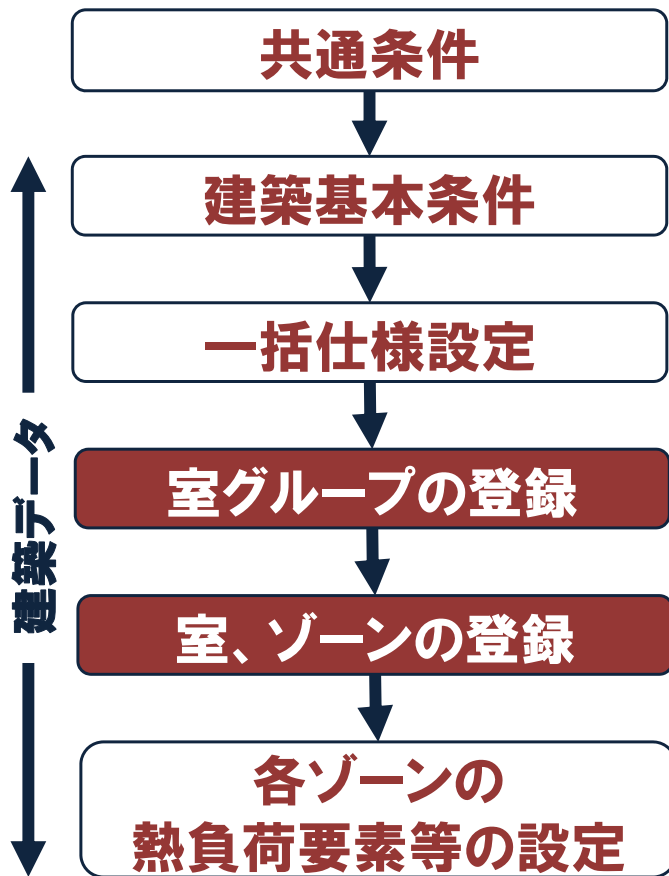 共通条件
建築基本条件
一括仕様設定
室グループの登録
室、ゾーンの登録
各ゾーンの
熱負荷要素等の設定
建築データ